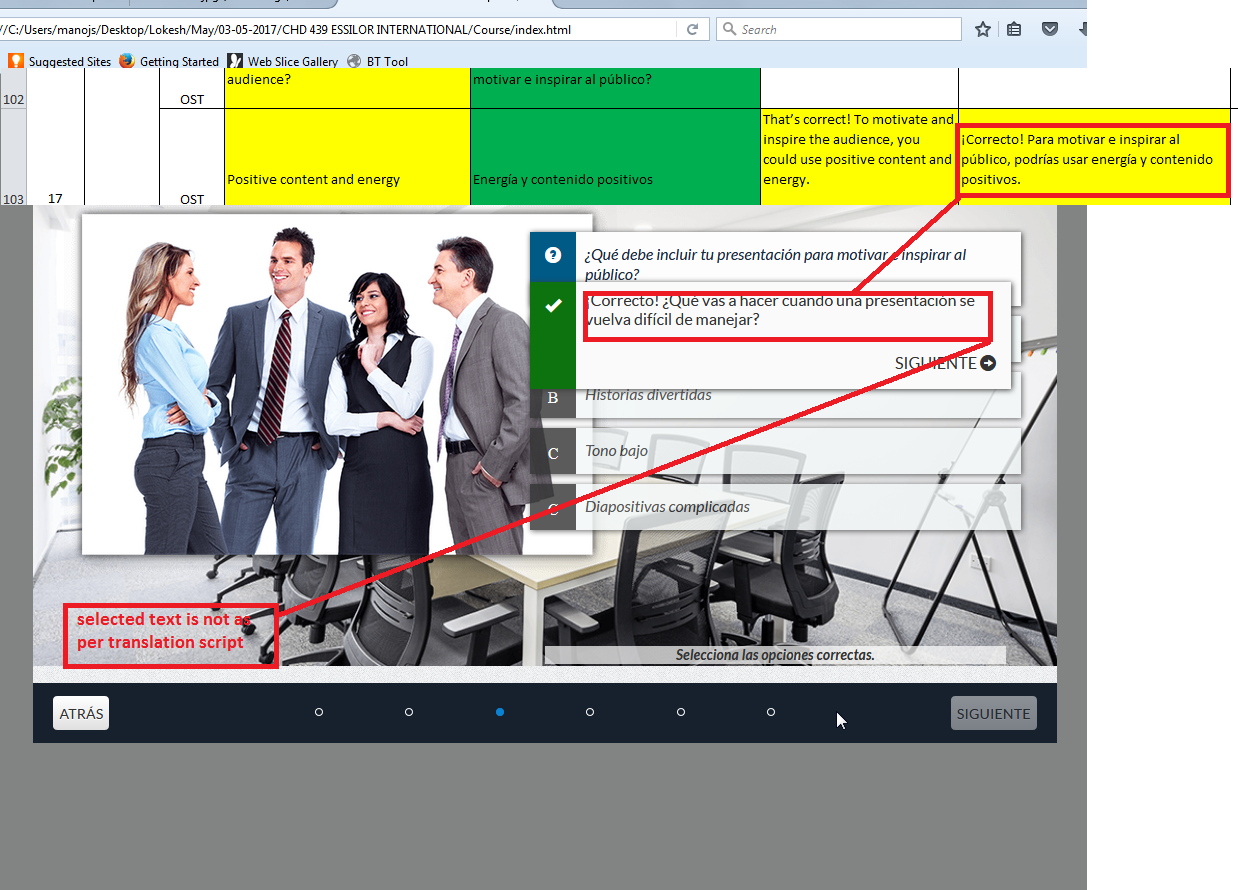 //C:/Users/manojs/Desktop/Lokesh/May/03-05-2017/CHD 439 ESSILOR INTERNATIONAL/Course/index.html
Search
Suggested Sites
Getting Started
Web Slice Gallery
BT Tool
102
OST
audience?
motivar e inspirar al público?
103
17
OST
Positive content and energy
Energía y contenido positivos
That's correct! To motivate and
inspire the audience, you
could use positive content and
energy.
¡Correcto! Para motivar e inspirar al
público, podrías usar energía y contenido
positivos.
¿Qué debe incluir tu presentación para motivar e inspirar al
público?
¡Correcto! ¿Qué vas a hacer cuando una presentación se
vuelva difícil de manejar?
SIGUIENTE
B
Historias divertidas
C
Tono bajo
C
Diapositivas complicadas
selected text is not as
per translation script
Selecciona las opciones correctas.
ATRÁS
SIGUIENTE